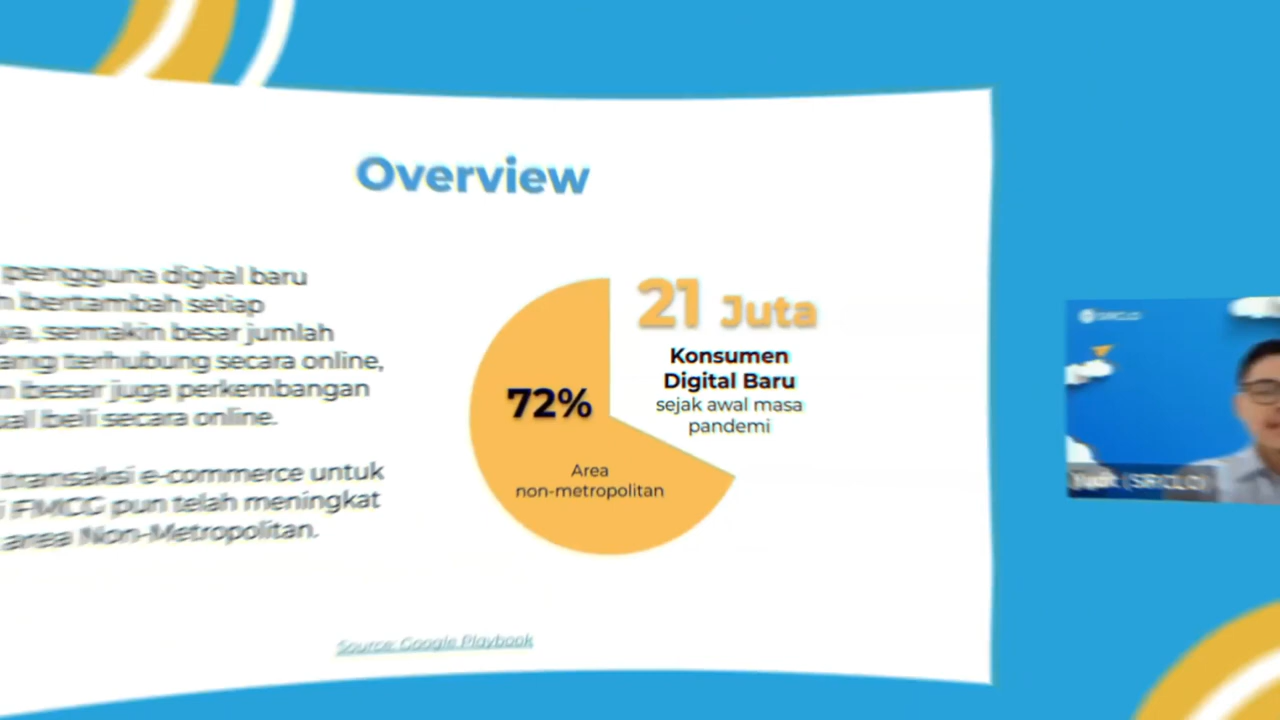 Overview
pengguna digital baru
bertambah setiap
semakin besar jumlah
terhubung secara online,
besar juga perkembangan
beli secara online.
transaksi e-commerce untuk
FMCG pun telah meningkat
area Non-Metropolitan.
72%
Area
non-metropolitan
21 Juta
Konsumen
Digital Baru
sejak awal masa
pandemi
Source: Google Playbook
(SIRCLO)